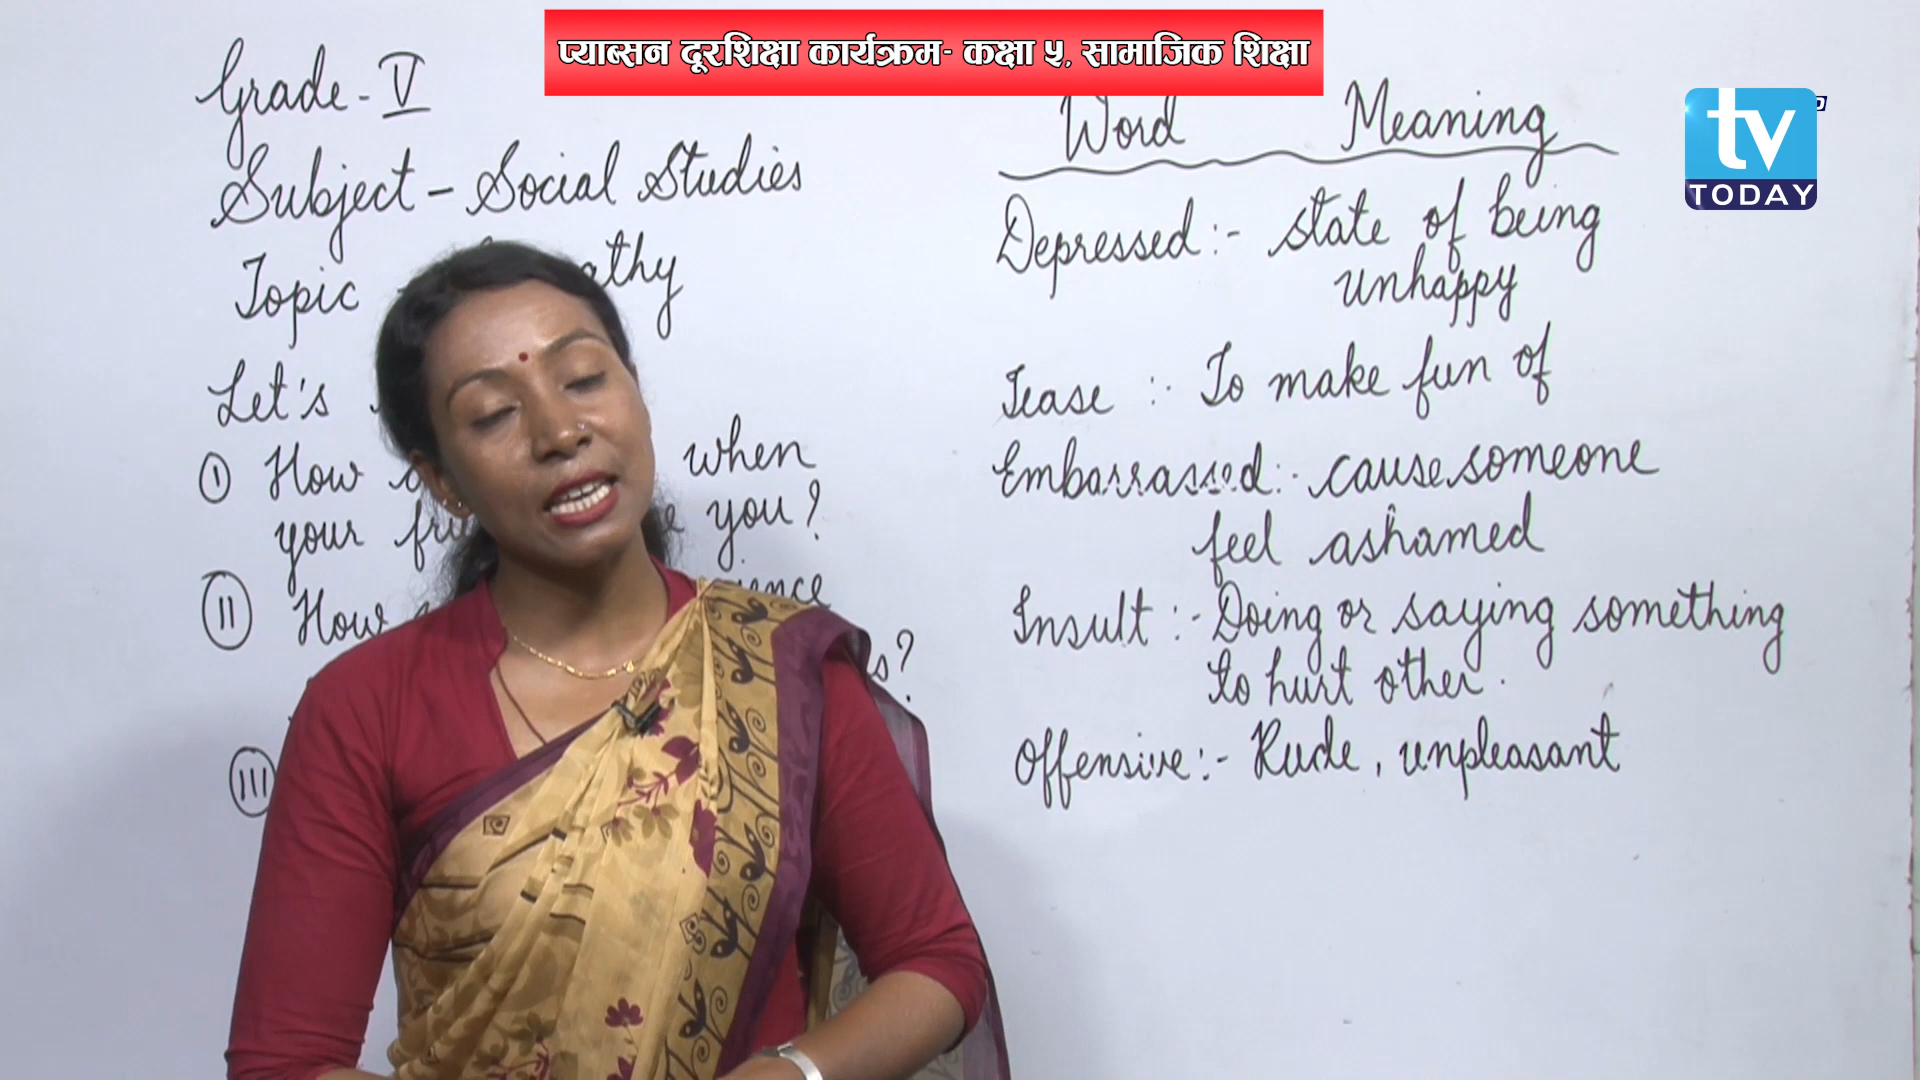 प्याब्सन दूरशिक्षा कार्यक्रम- कक्षा ५, सामाजिक शिक्षा
tv
TODAY
Grade - V
Subject - Social Studies
Topic
Let's
① How when
your you?
II How
III
Word Meaning
Depressed :- state of being
unhappy
Tease :- To make fun of
Embarrassed :- cause someone
feel ashamed
Insult :- Doing or saying something
to hurt other.
Offensive :- Rude, unpleasant